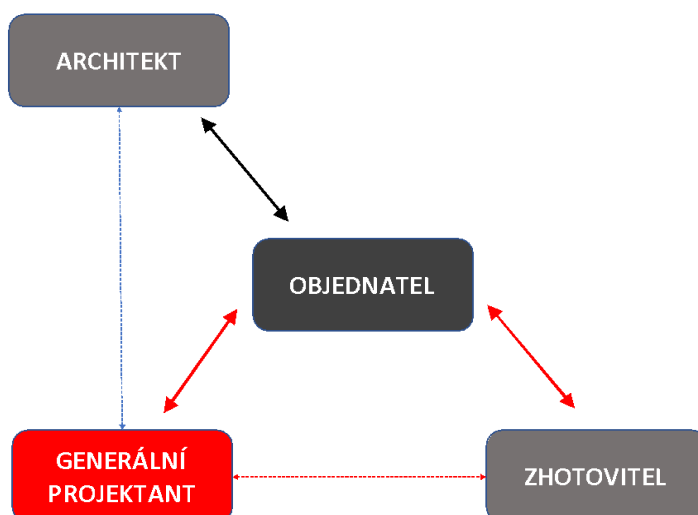 ARCHITEKT
OBJEDNATEL
GENERÁLNÍ
PROJEKTANT
ZHOTOVITEL